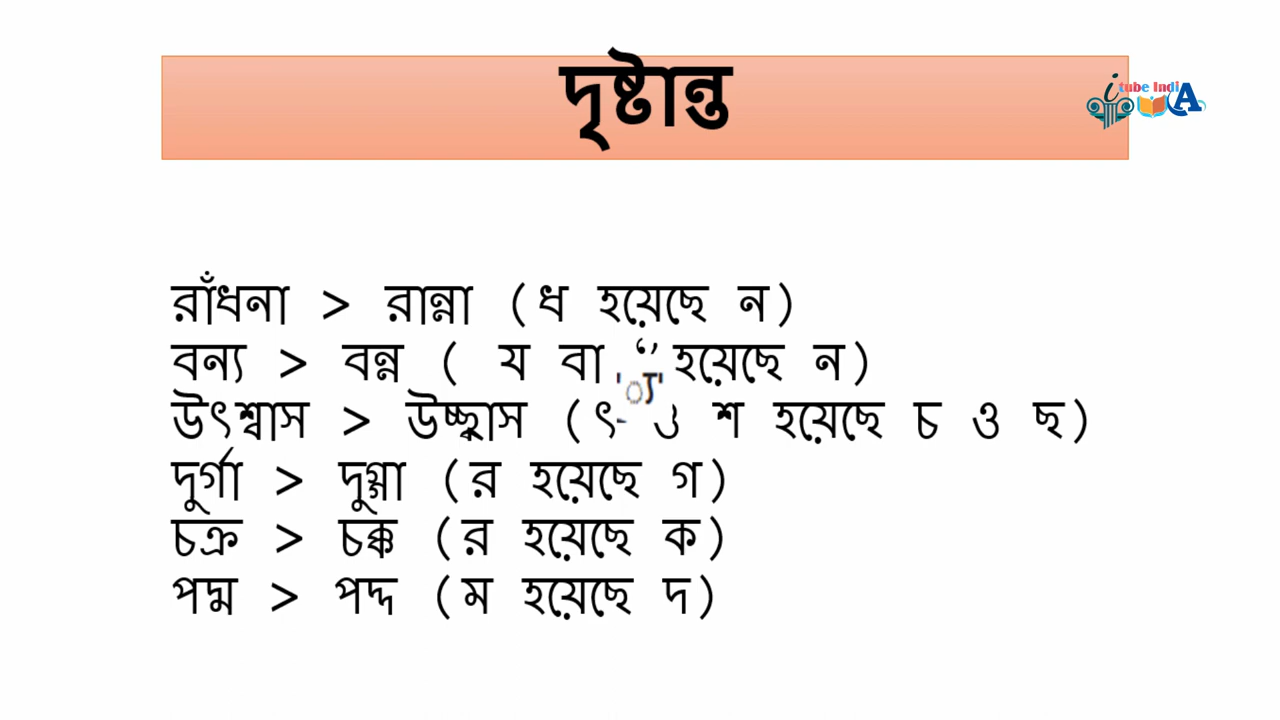 দৃষ্টান্ত
itube IndiA
রাঁধনা > রান্না (ধ হয়েছে ন)
বন্য > বন্ন ( য বা '্য' হয়েছে ন)
উৎশ্বাস > উচ্ছ্বাস (ৎ ও শ হয়েছে চ ও ছ)
দুর্গা > দুগ্গা (র হয়েছে গ)
চক্র > চক্ক (র হয়েছে ক)
পদ্ম > পদ্দ (ম হয়েছে দ)